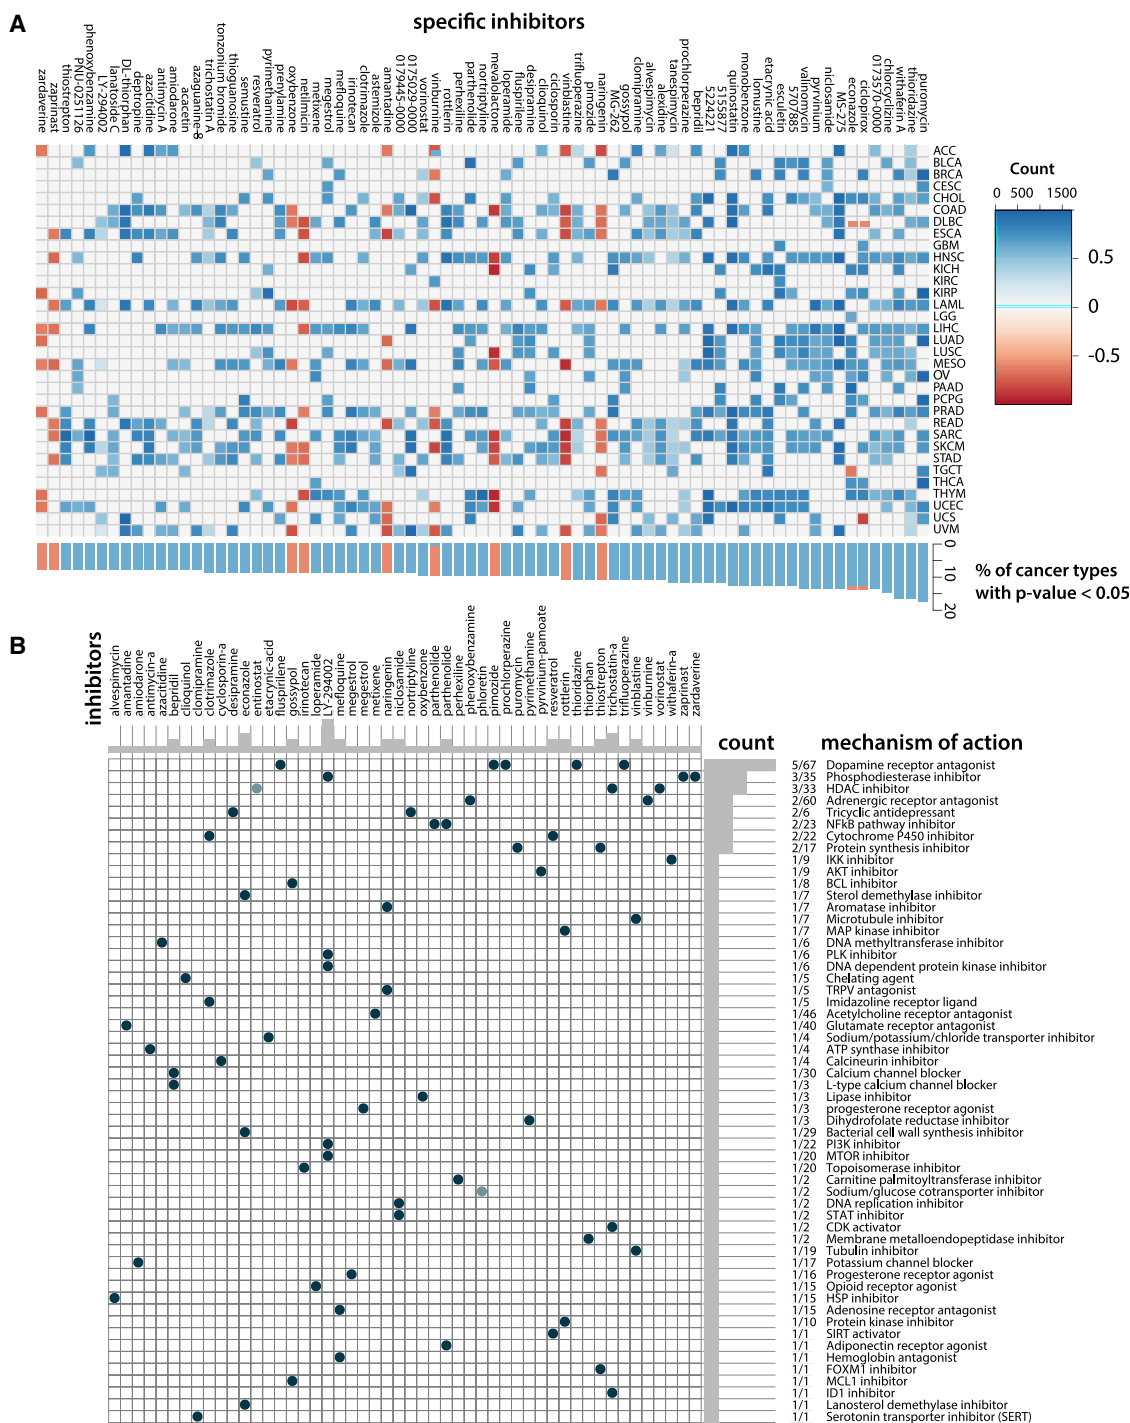 A
specific inhibitors
zardaverine
zaprinast
thiostrepton
PNU-0251126
phenoxybenzamine
LY-294002
lanatoside C
DL-thiorphan
deptropine
azacitidine
antimycin A
amiodarone
acacetin
azaguanine-8
trichostatin A
tonzonium bromide
thioguanosine
semustine
resveratrol
pyrimethamine
prenylamine
oxybenzone
netilmicin
metixene
megestrol
mefloquine
irinotecan
clotrimazole
astemizole
amantadine
0179445-0000
0175029-0000
vorinostat
vinburnine
rottlerin
perhexiline
parthenolide
nortriptyline
mevalolactone
loperamide
fluspirilene
desipramine
clioquinol
ciclosporin
vinblastine
trifluoperazine
pimozide
naringenin
MG-262
gossypol
clomipramine
alvespimycin
alexidine
tanespimycin
prochlorperazine
bepridil
5224221
5155877
quinostatin
monobenzone
lomustine
etacrynic acid
esculetin
5707885
valinomycin
pyrvinium
niclosamide
MS-275
econazole
ciclopirox
0173570-0000
chlorcyclizine
withaferin A
thioridazine
puromycin
ACC
BLCA
BRCA
CESC
CHOL
COAD
DLBC
ESCA
GBM
HNSC
KICH
KIRC
KIRP
LAML
LGG
LIHC
LUAD
LUSC
MESO
OV
PAAD
PCPG
PRAD
READ
SARC
SKCM
STAD
TGCT
THCA
THYM
UCEC
UCS
UVM
Count
0 500 1500
0.5
0
-0.5
0
10
20
% of cancer types
with p-value < 0.05
B
inhibitors
alvespimycin
amantadine
amiodarone
antimycin-a
azacitidine
bepridil
clioquinol
clomipramine
clotrimazole
cyclosporin-a
desipramine
econazole
entinostat
etacrynic-acid
fluspirilene
gossypol
irinotecan
loperamide
LY-294002
mefloquine
megestrol
megestrol
metixene
naringenin
niclosamide
nortriptyline
oxybenzone
parthenolide
parthenolide
perhexiline
phenoxybenzamine
phloretin
pimozide
prochlorperazine
puromycin
pyrimethamine
pyrvinium-pamoate
resveratrol
rottlerin
thioridazine
thiorphan
thiostrepton
trichostatin-a
trifluoperazine
vinblastine
vinburnine
vorinostat
withaferin-a
zaprinast
zardaverine
count mechanism of action
5/67 Dopamine receptor antagonist
3/35 Phosphodiesterase inhibitor
3/33 HDAC inhibitor
2/60 Adrenergic receptor antagonist
2/6 Tricyclic antidepressant
2/23 NFkB pathway inhibitor
2/22 Cytochrome P450 inhibitor
2/17 Protein synthesis inhibitor
1/9 IKK inhibitor
1/9 AKT inhibitor
1/8 BCL inhibitor
1/7 Sterol demethylase inhibitor
1/7 Aromatase inhibitor
1/7 Microtubule inhibitor
1/7 MAP kinase inhibitor
1/6 DNA methyltransferase inhibitor
1/6 PLK inhibitor
1/6 DNA dependent protein kinase inhibitor
1/5 Chelating agent
1/5 TRPV antagonist
1/5 Imidazoline receptor ligand
1/46 Acetylcholine receptor antagonist
1/40 Glutamate receptor antagonist
1/4 Sodium/potassium/chloride transporter inhibitor
1/4 ATP synthase inhibitor
1/4 Calcineurin inhibitor
1/30 Calcium channel blocker
1/3 L-type calcium channel blocker
1/3 Lipase inhibitor
1/3 progesterone receptor agonist
1/3 Dihydrofolate reductase inhibitor
1/29 Bacterial cell wall synthesis inhibitor
1/22 PI3K inhibitor
1/20 MTOR inhibitor
1/20 Topoisomerase inhibitor
1/2 Carnitine palmitoyltransferase inhibitor
1/2 Sodium/glucose cotransporter inhibitor
1/2 DNA replication inhibitor
1/2 STAT inhibitor
1/2 CDK activator
1/2 Membrane metalloendopeptidase inhibitor
1/19 Tubulin inhibitor
1/17 Potassium channel blocker
1/16 Progesterone receptor agonist
1/15 Opioid receptor agonist
1/15 HSP inhibitor
1/15 Adenosine receptor antagonist
1/10 Protein kinase inhibitor
1/1 SIRT activator
1/1 Adiponectin receptor agonist
1/1 Hemoglobin antagonist
1/1 FOXM1 inhibitor
1/1 MCL1 inhibitor
1/1 ID1 inhibitor
1/1 Lanosterol demethylase inhibitor
1/1 Serotonin transporter inhibitor (SERT)